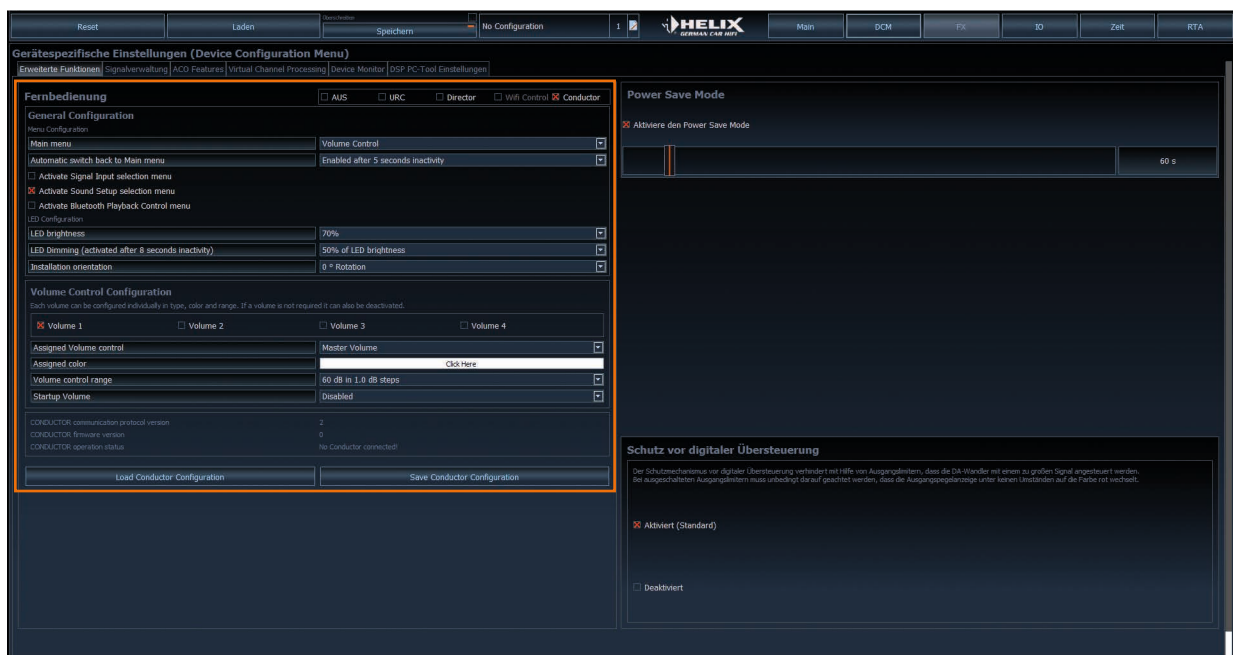 Reset
Laden
Überschreiben
Speichern
No Configuration
1
HELIX
GERMAN CAR HIFI
Main
DCM
FX
IO
Zeit
RTA
Gerätespezifische Einstellungen (Device Configuration Menu)
Erweiterte Funktionen
Signalverwaltung
ACO Features
Virtual Channel Processing
Device Monitor
DSP PC-Tool Einstellungen
Fernbedienung
AUS
URC
Director
Wifi Control
Conductor
General Configuration
Menu Configuration
Main menu
Volume Control
Automatic switch back to Main menu
Enabled after 5 seconds inactivity
Activate Signal Input selection menu
Activate Sound Setup selection menu
Activate Bluetooth Playback Control menu
LED Configuration
LED brightness
70%
LED Dimming (activated after 8 seconds inactivity)
50% of LED brightness
Installation orientation
0 ° Rotation
Volume Control Configuration
Each volume can be configured individually in type, color and range. If a volume is not required it can also be deactivated.
Volume 1
Volume 2
Volume 3
Volume 4
Assigned Volume control
Master Volume
Assigned color
Click Here
Volume control range
60 dB in 1.0 dB steps
Startup Volume
Disabled
CONDUCTOR communication protocol version
2
CONDUCTOR firmware version
0
CONDUCTOR operation status
No Conductor connected!
Load Conductor Configuration
Save Conductor Configuration
Power Save Mode
Aktiviere den Power Save Mode
60 s
Schutz vor digitaler Übersteuerung
Der Schutzmechanismus vor digitaler Übersteuerung verhindert mit Hilfe von Ausgangslimitern, dass die DA-Wandler mit einem zu großen Signal angesteuert werden.
Bei ausgeschalteten Ausgangslimitern muss unbedingt darauf geachtet werden, dass die Ausgangspegelanzeige unter keinen Umständen auf die Farbe rot wechselt.
Aktiviert (Standard)
Deaktiviert